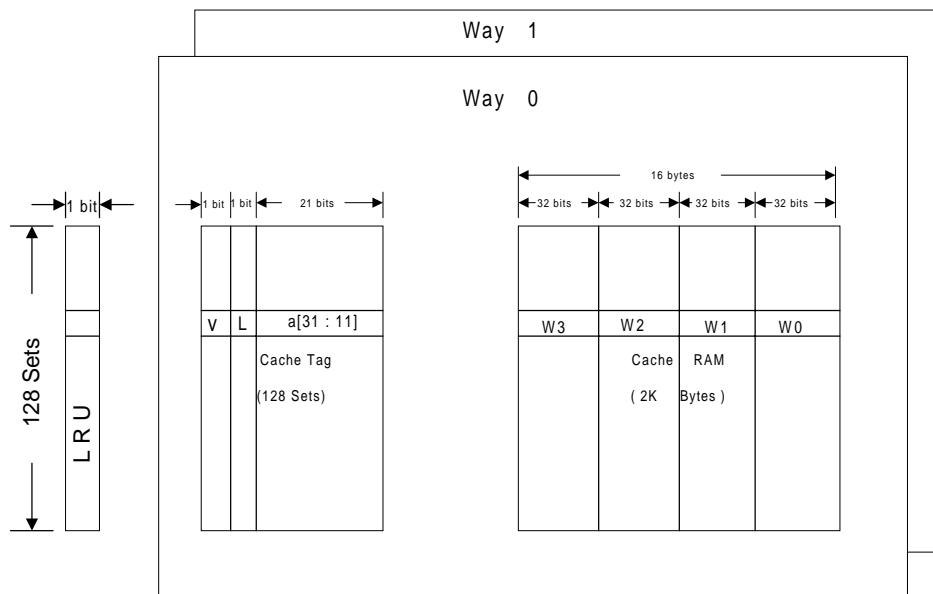 Way 1
Way 0
16 bytes
1 bit
1 bit 1 bit 21 bits
32 bits 32 bits 32 bits 32 bits
128 Sets
LRU
V L a[31 : 11]
W3 W2 W1 W0
Cache Tag
(128 Sets)
Cache RAM
( 2K Bytes )